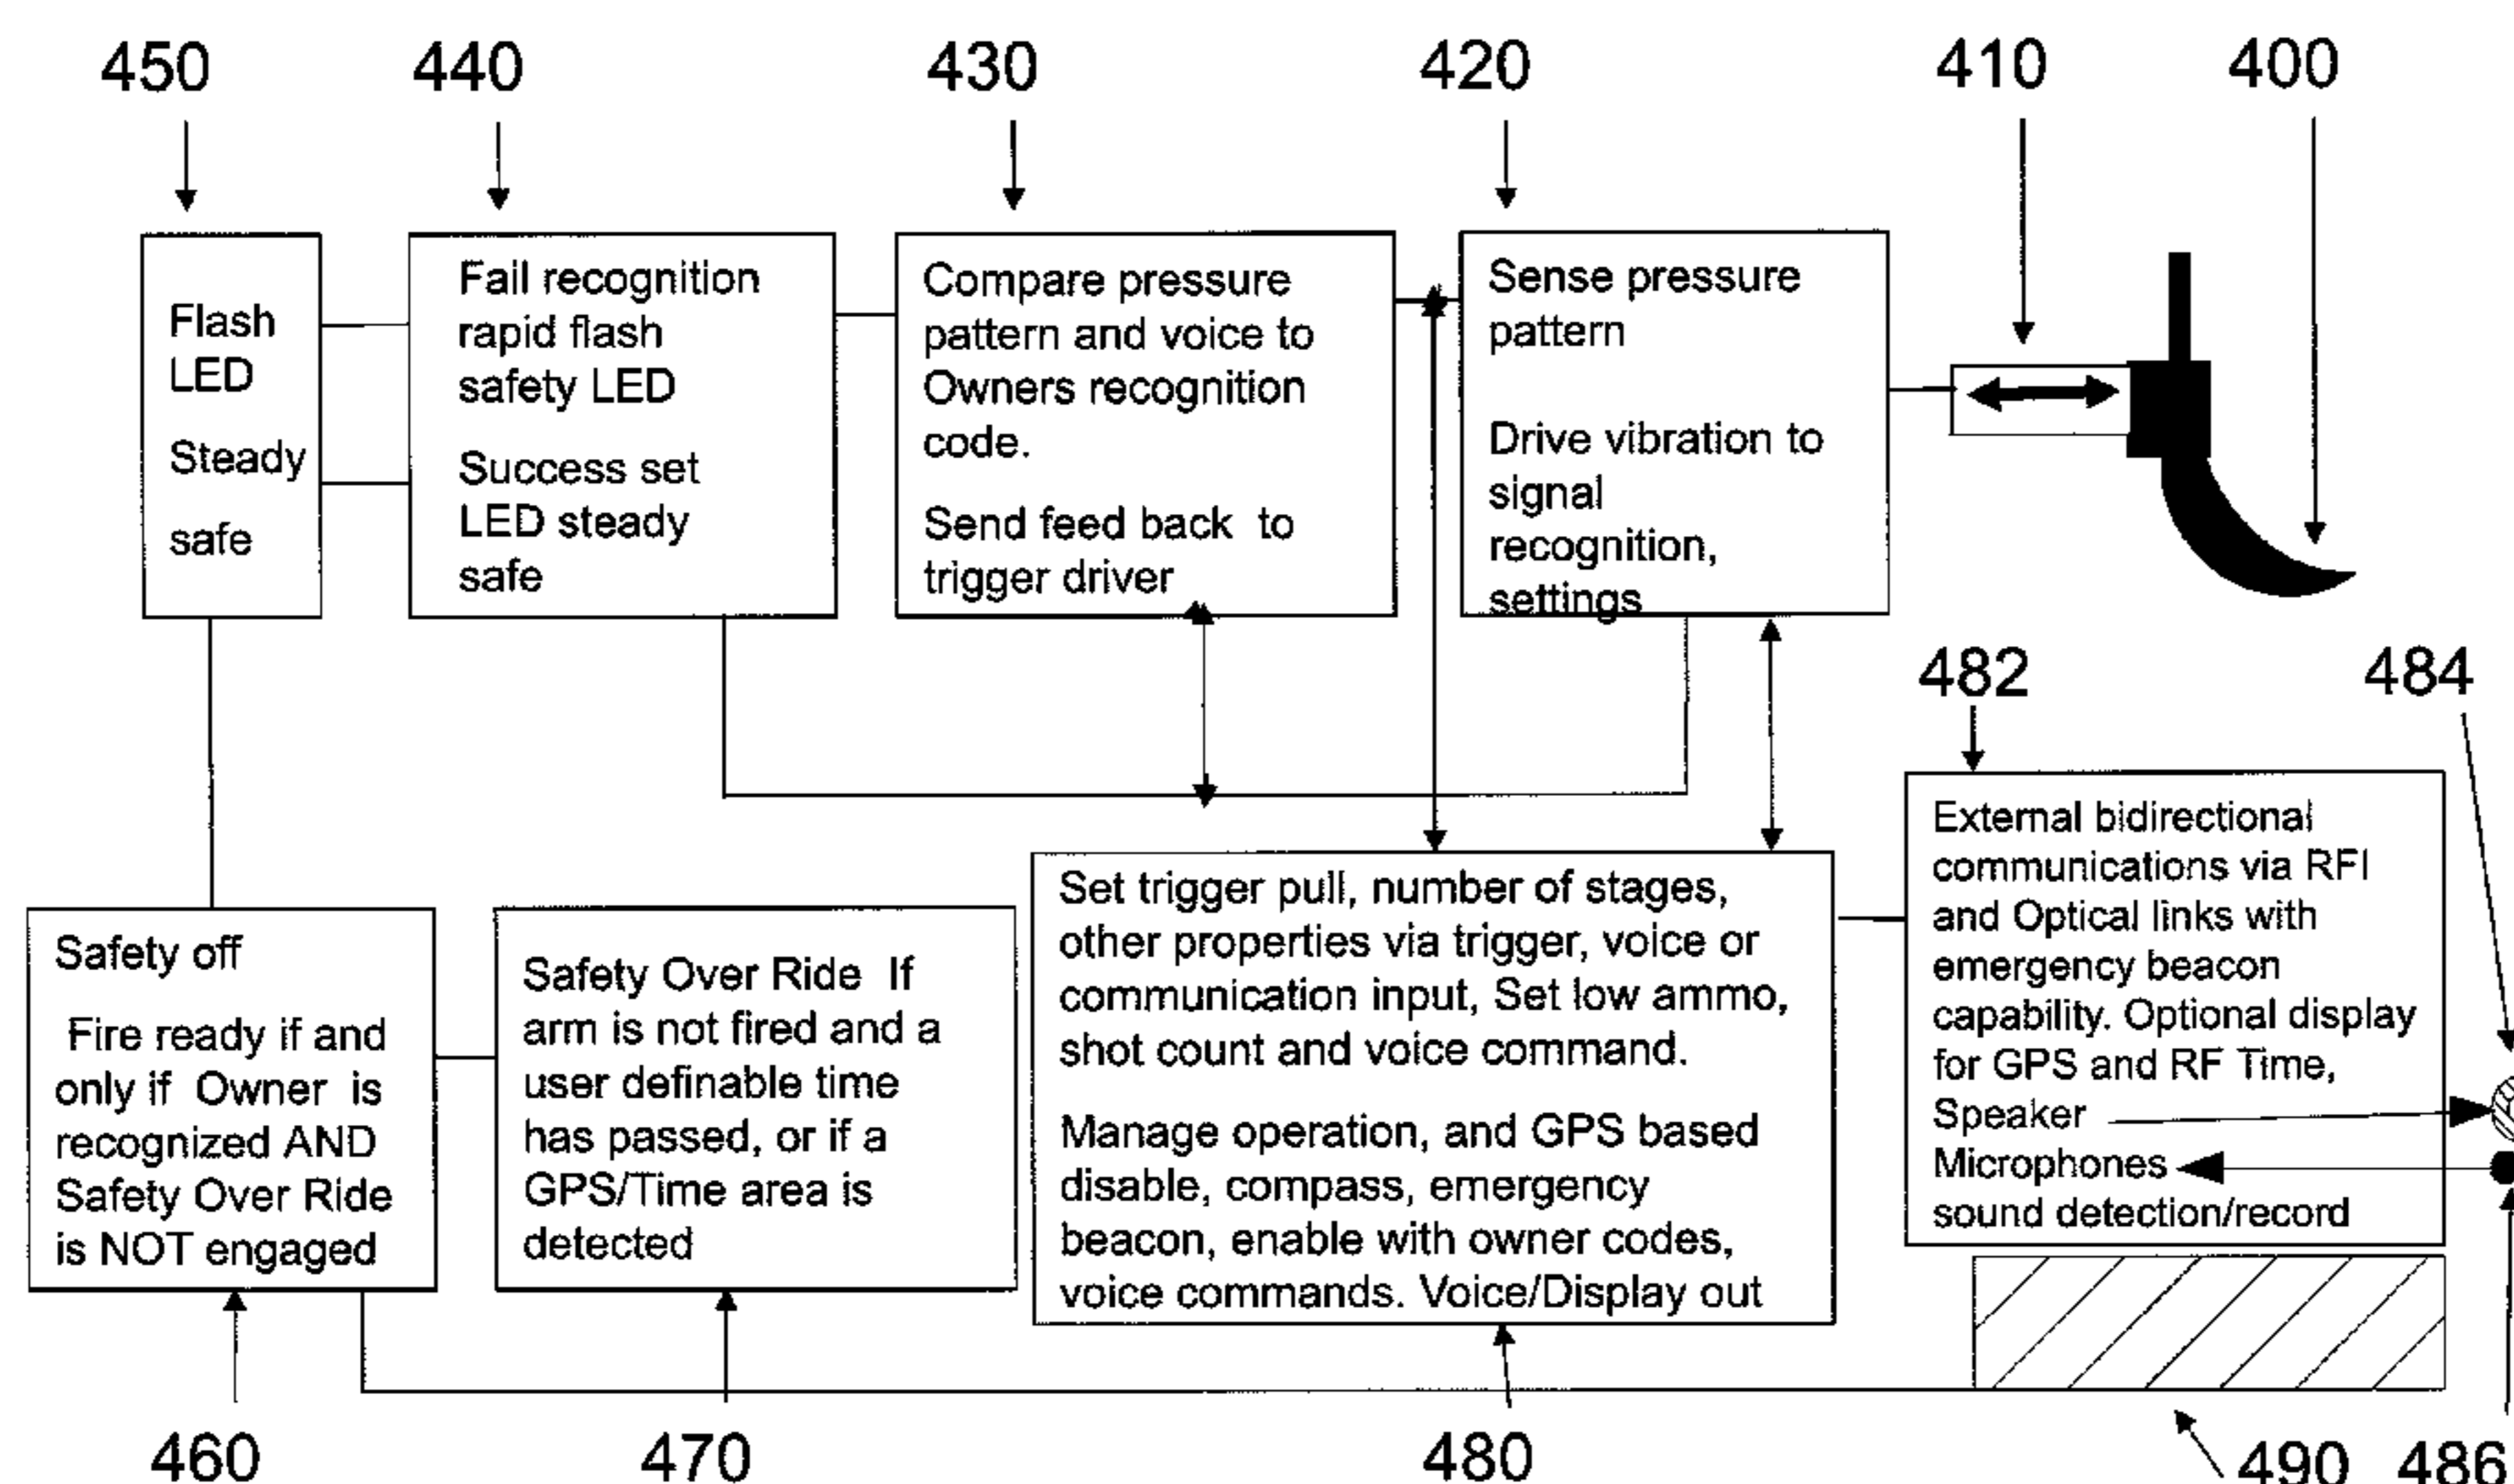 450
440
430
420
410
400
Flash
LED
Steady
safe
Fail recognition
rapid flash
safety LED
Success set
LED steady
safe
Compare pressure
pattern and voice to
Owners recognition
code.
Send feed back to
trigger driver
Sense pressure
pattern
Drive vibration to
signal
recognition,
settings
482
484
Safety off
Fire ready if and
only if Owner is
recognized AND
Safety Over Ride
is NOT engaged
Safety Over Ride If
arm is not fired and a
user definable time
has passed, or if a
GPS/Time area is
detected
Set trigger pull, number of stages,
other properties via trigger, voice or
communication input, Set low ammo,
shot count and voice command.
Manage operation, and GPS based
disable, compass, emergency
beacon, enable with owner codes,
voice commands. Voice/Display out
External bidirectional
communications via RFI
and Optical links with
emergency beacon
capability. Optional display
for GPS and RF Time,
Speaker
Microphones
sound detection/record
460
470
480
490
486